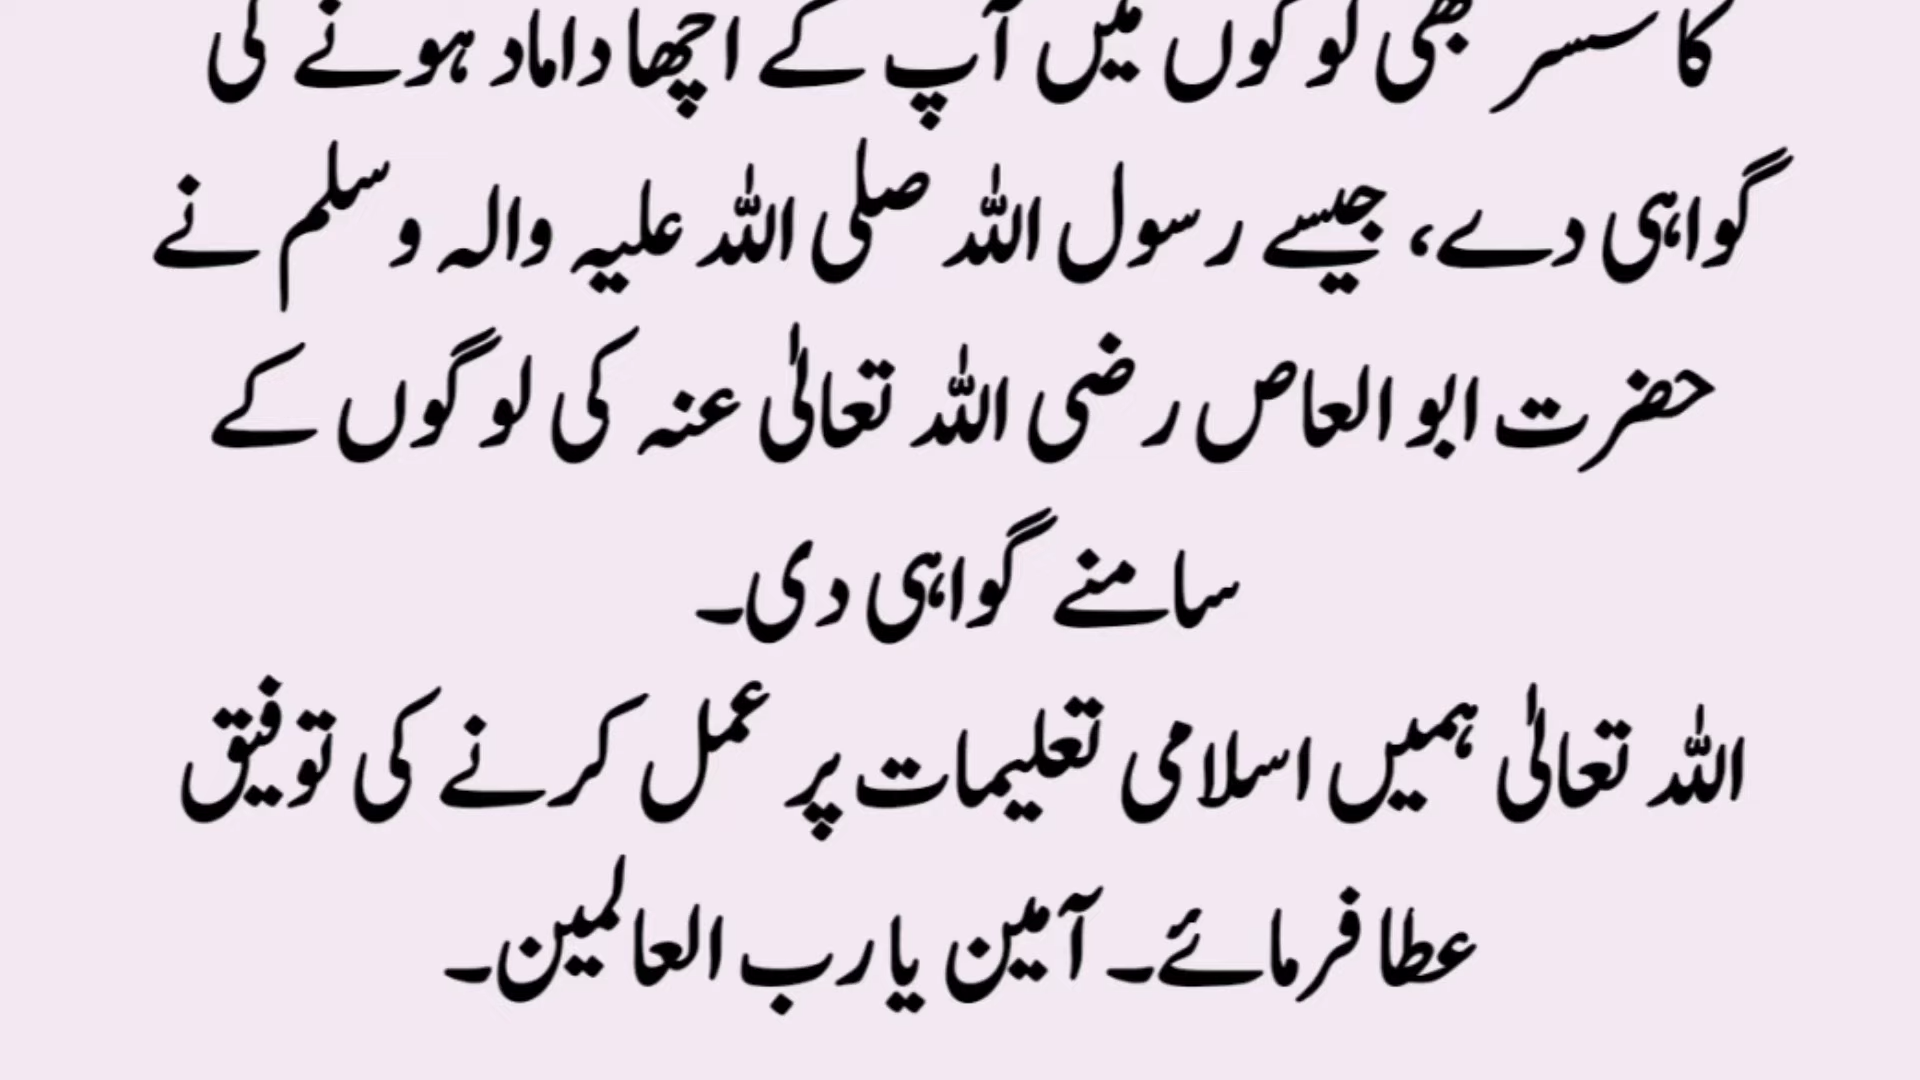 کا سسر بھی لوگوں میں آپ کے اچھا داماد ہونے کی
گواہی دے، جیسے رسول اللہ صلی اللہ علیہ والہ وسلم نے
حضرت ابو العاص رضی اللہ تعالیٰ عنہ کی لوگوں کے
سامنے گواہی دی۔
اللہ تعالیٰ ہمیں اسلامی تعلیمات پر عمل کرنے کی توفیق
عطا فرمائے۔ آمین یا رب العالمین۔